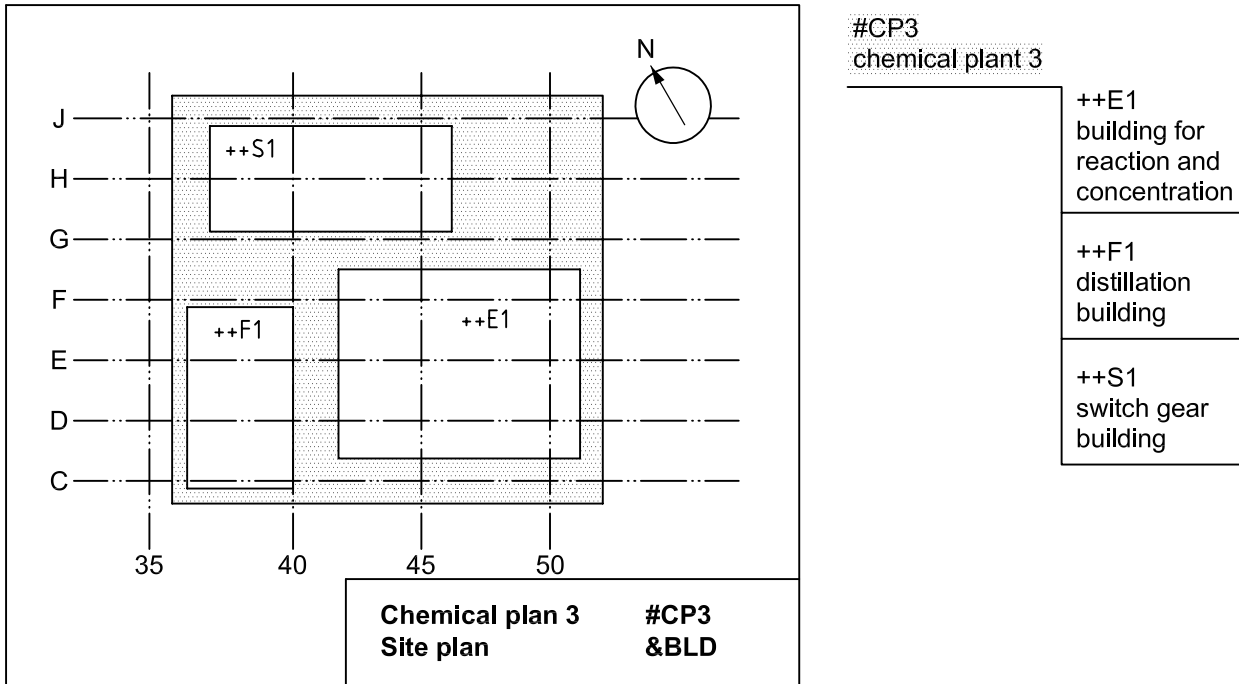 N
J
++S1
H
G
F
++F1
++E1
E
D
C
35 40 45 50
Chemical plan 3 #CP3
Site plan &BLD
#CP3
chemical plant 3
++E1
building for
reaction and
concentration
++F1
distillation
building
++S1
switch gear
building